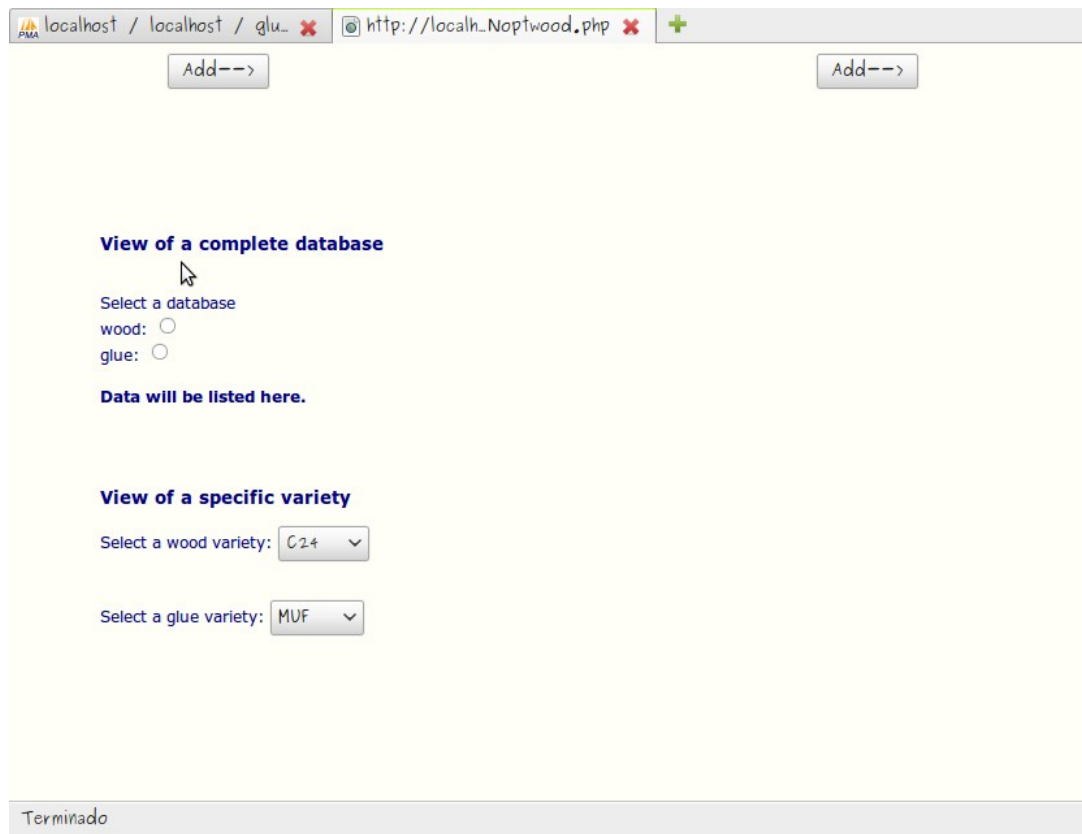 PMA localhost / localhost / glu… http://localh…Noptwood.php
Add--> Add-->
View of a complete database
Select a database
wood:
glue:
Data will be listed here.
View of a specific variety
Select a wood variety: C24
Select a glue variety: MUF
Terminado